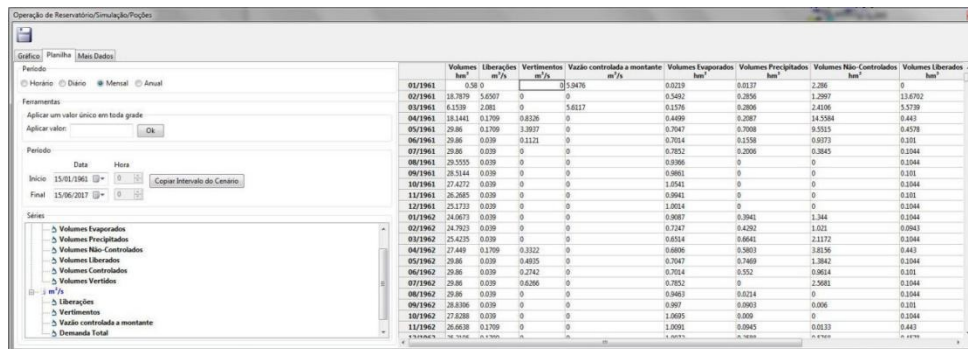 Operação de Reservatório/Simulação/Poções
Gráfico Planilha Mais Dados
Período
Horário Diário Mensal Anual
Ferramentas
Aplicar um valor único em toda grade
Aplicar valor: Ok
Período
Data Hora
Início 15/01/1961 0
Copiar Intervalo do Cenário
Final 15/06/2017 0
Séries
Volumes Evaporados
Volumes Precipitados
Volumes Não-Controlados
Volumes Liberados
Volumes Controlados
Volumes Vertidos
m³/s
Liberações
Vertimentos
Vazão controlada a montante
Demanda Total
Volumes Liberações Vertimentos Vazão controlada a montante Volumes Evaporados Volumes Precipitados Volumes Não-Controlados Volumes Liberados
hm³ m³/s m³/s m³/s hm³ hm³ hm³ hm³
01/1961 0.58 0 0 5.9476 0.0219 0.0137 2.286 0
02/1961 18.7879 5.6507 0 0 0.5492 0.2856 1.2997 13.6702
03/1961 6.1539 2.081 0 5.6117 0.1576 0.2806 2.4106 5.5739
04/1961 18.1441 0.1709 0.8326 0 0.4499 0.2087 14.5584 0.443
05/1961 29.86 0.1709 3.3937 0 0.7047 0.7008 9.5515 0.4578
06/1961 29.86 0.039 0.1121 0 0.7014 0.1558 0.9373 0.101
07/1961 29.86 0.039 0 0 0.7852 0.2006 0.3845 0.1044
08/1961 29.5555 0.039 0 0 0.9366 0 0 0.1044
09/1961 28.5144 0.039 0 0 0.9861 0 0 0.101
10/1961 27.4272 0.039 0 0 1.0541 0 0 0.1044
11/1961 26.2685 0.039 0 0 0.9941 0 0 0.101
12/1961 25.1733 0.039 0 0 1.0014 0 0 0.1044
01/1962 24.0673 0.039 0 0 0.9087 0.3941 1.344 0.1044
02/1962 24.7923 0.039 0 0 0.7247 0.4292 1.021 0.0943
03/1962 25.4235 0.039 0 0 0.6514 0.6641 2.1172 0.1044
04/1962 27.449 0.1709 0.3322 0 0.6806 0.5803 3.8156 0.443
05/1962 29.86 0.039 0.4935 0 0.7047 0.7469 1.3842 0.1044
06/1962 29.86 0.039 0.2742 0 0.7014 0.552 0.9614 0.101
07/1962 29.86 0.039 0.6266 0 0.7852 0 2.5681 0.1044
08/1962 29.86 0.039 0 0 0.9463 0.0214 0 0.1044
09/1962 28.8306 0.039 0 0 0.997 0.0903 0.006 0.101
10/1962 27.8288 0.039 0 0 1.0695 0.009 0 0.1044
11/1962 26.6638 0.1709 0 0 1.0091 0.0945 0.0133 0.443